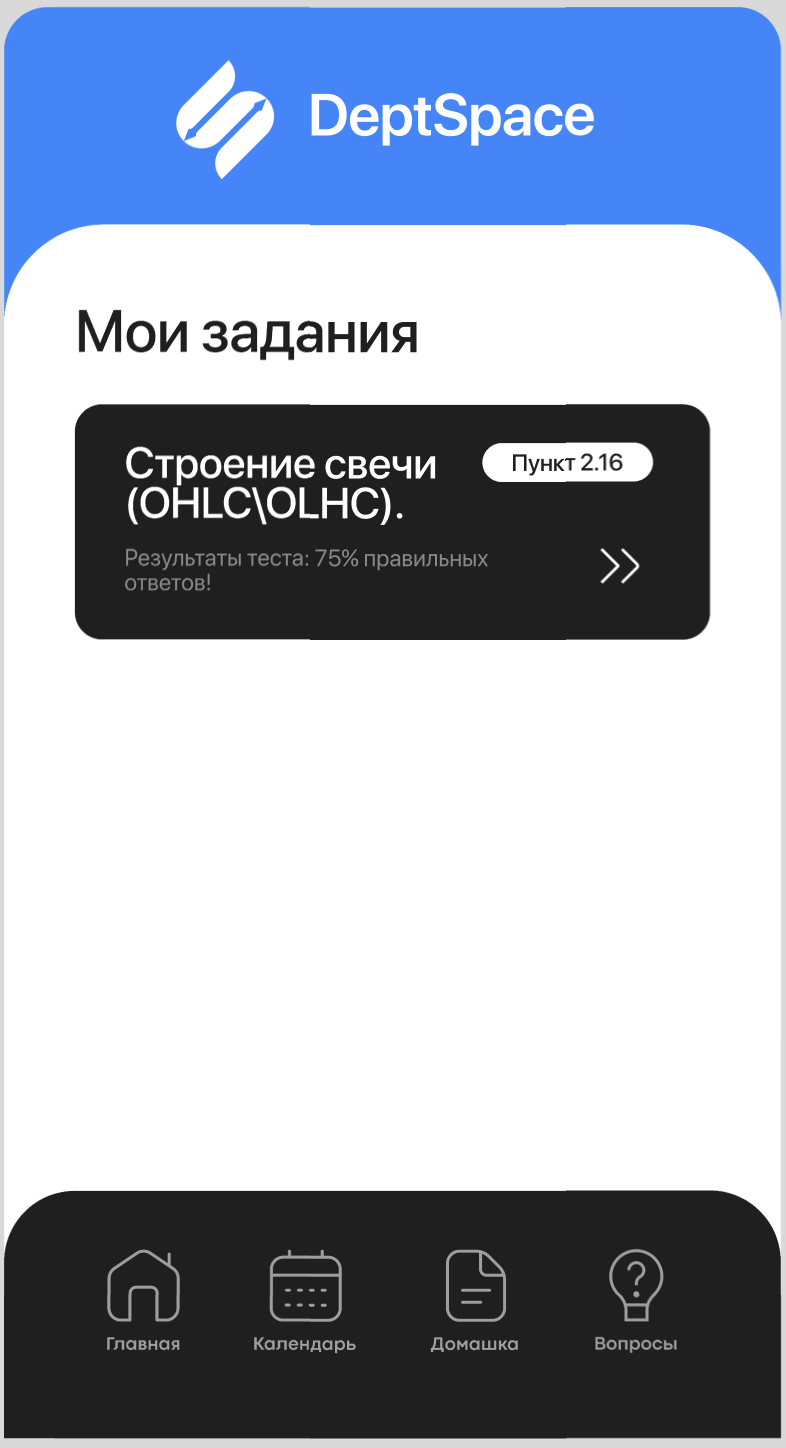 DeptSpace
Мои задания
Строение свечи
(OHLC\OLHC).
Пункт 2.16
Результаты теста: 75% правильных
ответов!
Главная
Календарь
Домашка
Вопросы